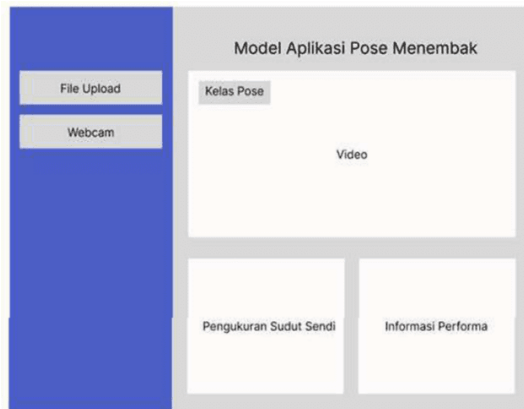 Model Aplikasi Pose Menembak
File Upload
Webcam
Kelas Pose
Video
Pengukuran Sudut Sendi
Informasi Performa